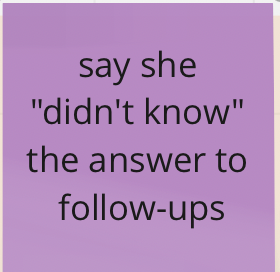 say she
"didn't know"
the answer to
follow-ups